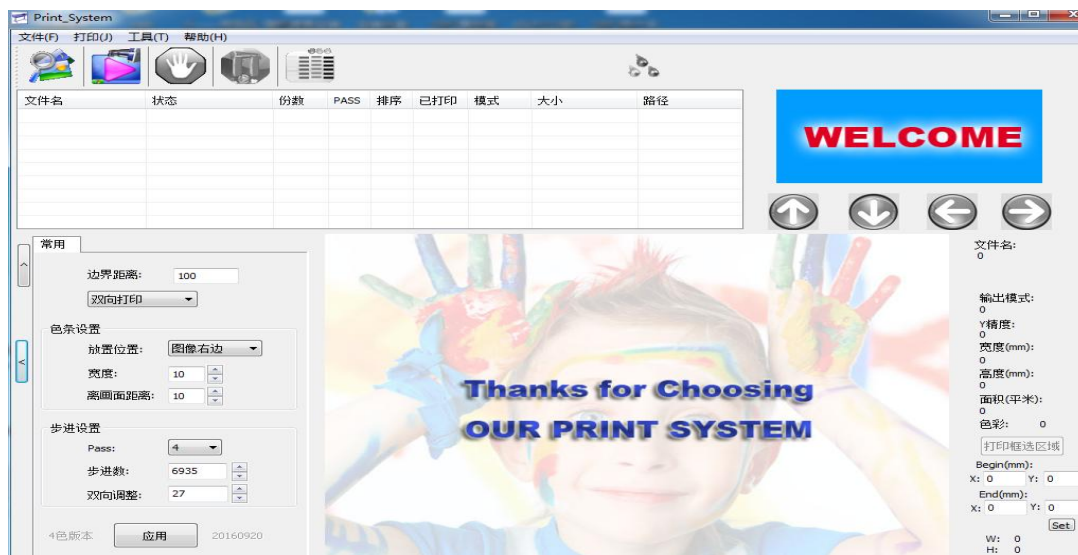 Print_System
文件(F) 打印(J) 工具(T) 帮助(H)
文件名 状态 份数 PASS 排序 已打印 模式 大小 路径
WELCOME
常用
边界距离: 100
双向打印
色条设置
放置位置: 图像右边
宽度: 10
离画面距离: 10
步进设置
Pass: 4
步进数: 6935
双向调整: 27
4色版本 应用 20160920
Thanks for Choosing
OUR PRINT SYSTEM
文件名:
0
输出模式:
0
Y精度:
0
宽度(mm):
0
高度(mm):
0
面积(平米):
0
色彩: 0
打印框选区域
Begin(mm):
X: 0 Y: 0
End(mm):
X: 0 Y: 0
Set
W: 0
H: 0